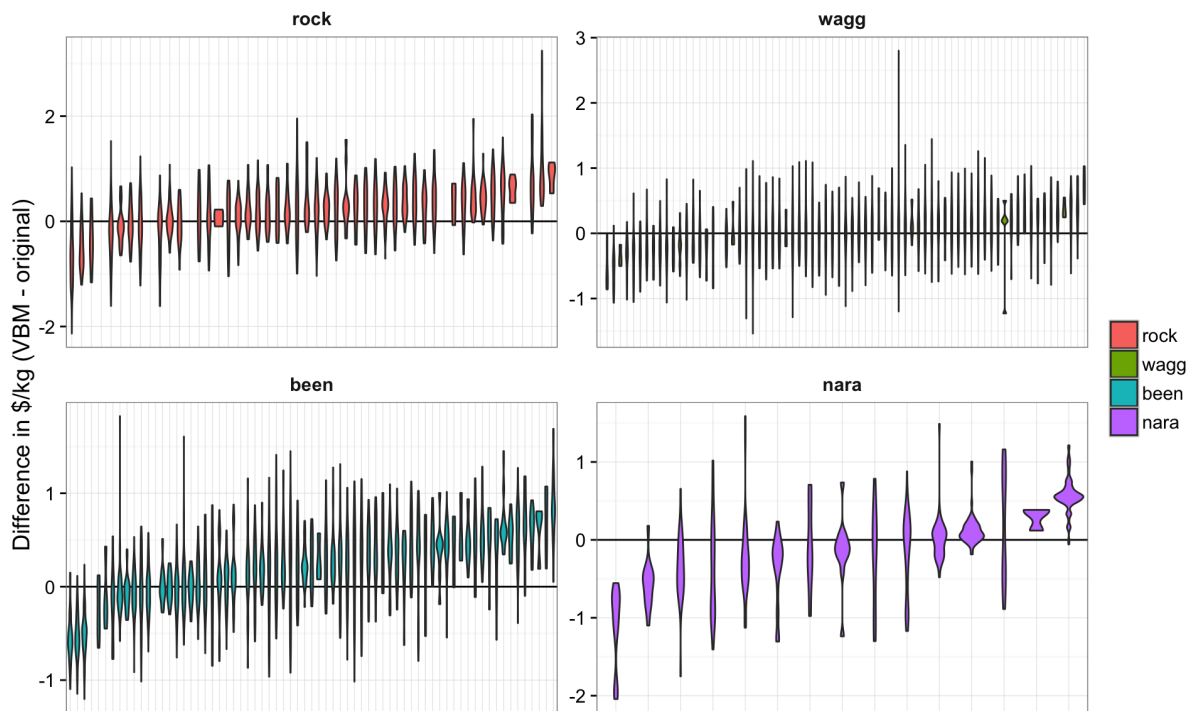 rock
wagg
Difference in $/kg (VBM - original)
2
0
-2
3
2
1
0
-1
been
nara
1
0
-1
1
0
-1
-2
rock
wagg
been
nara